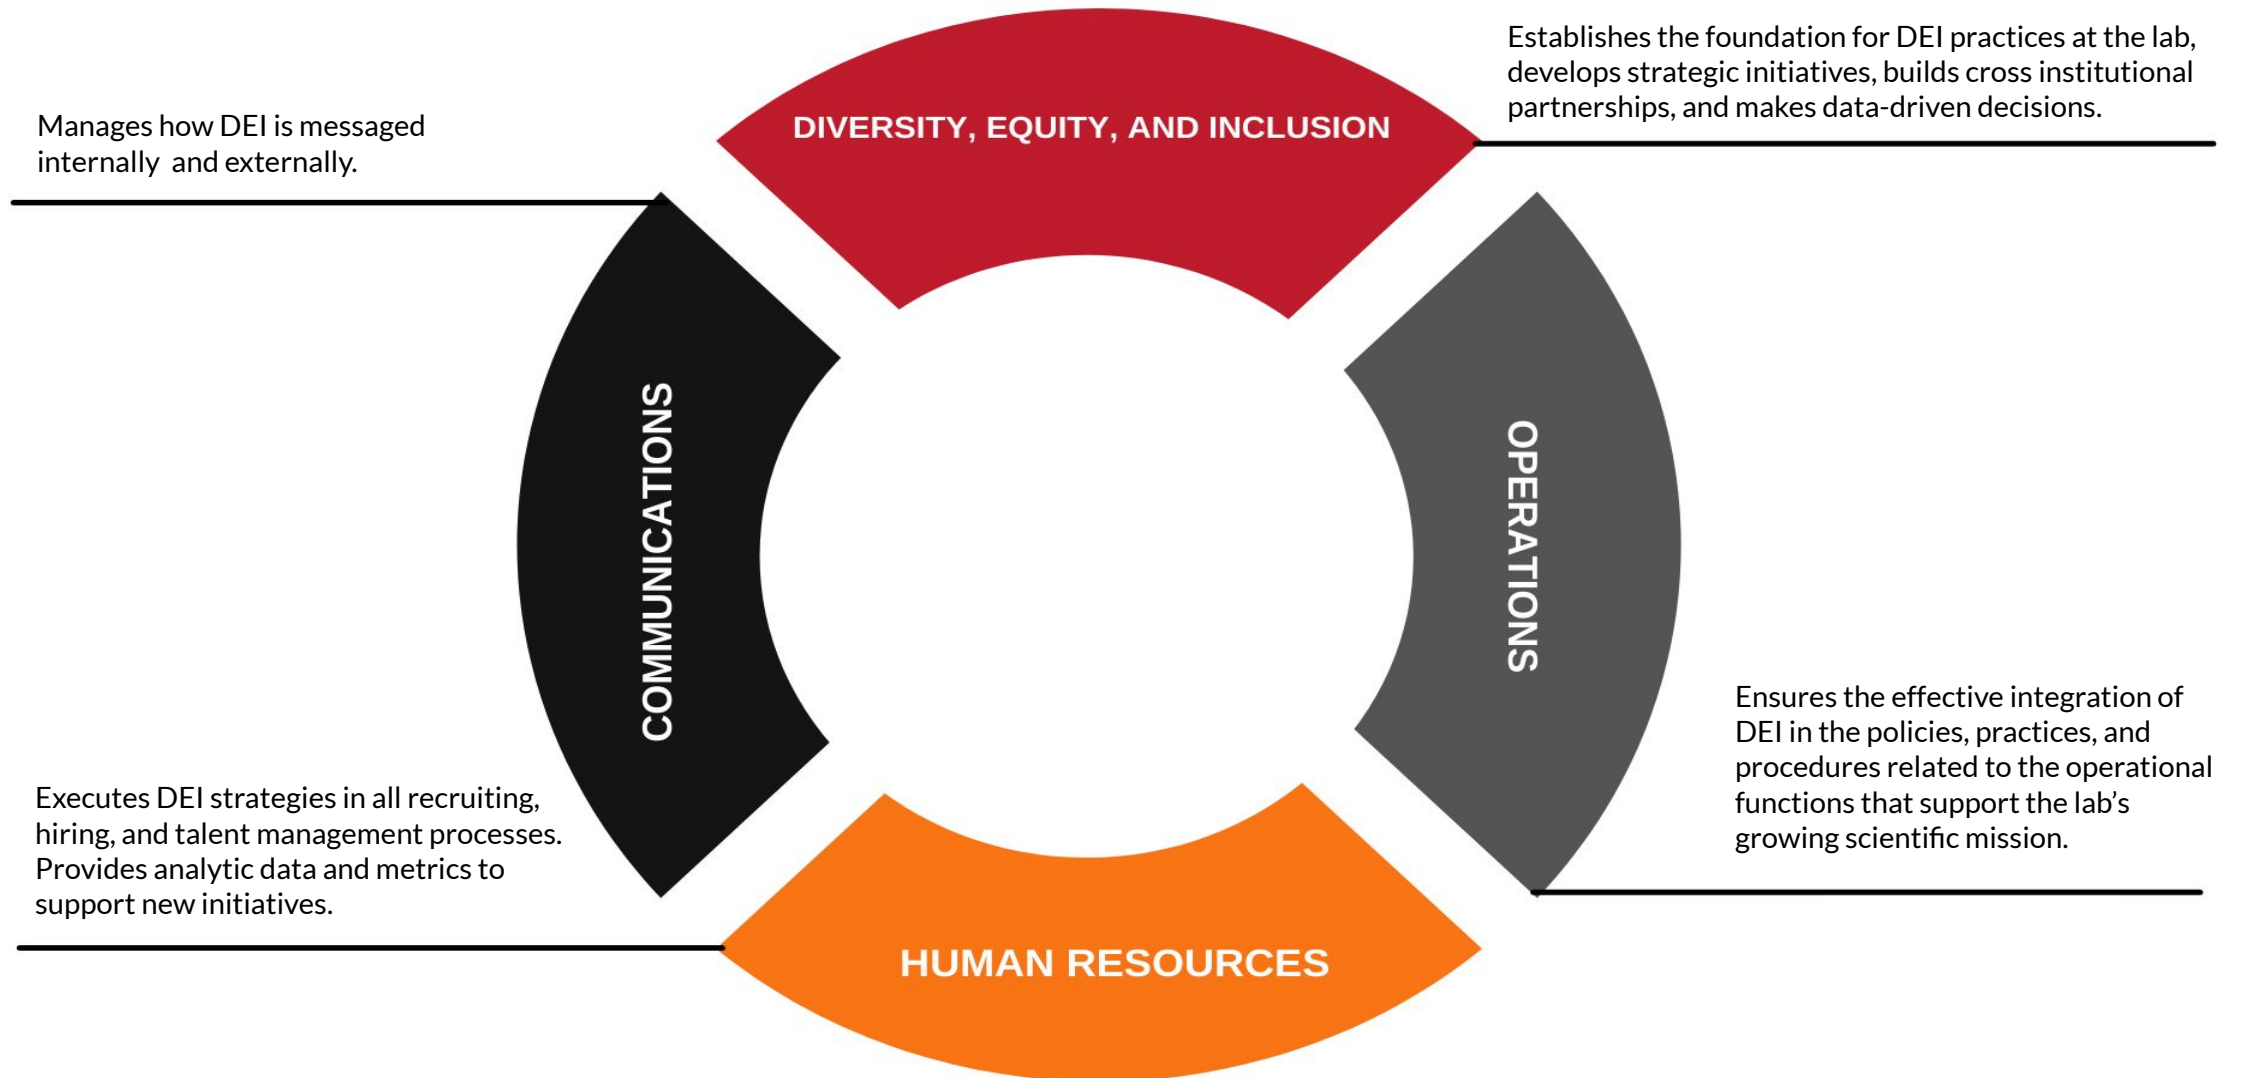 Establishes the foundation for DEI practices at the lab,
develops strategic initiatives, builds cross institutional
partnerships, and makes data-driven decisions.
Manages how DEI is messaged
internally  and externally.
DIVERSITY, EQUITY, AND INCLUSION
COMMUNICATIONS
OPERATIONS
Ensures the effective integration of
DEI in the policies, practices, and
procedures related to the operational
functions that support the lab’s
growing scientific mission.
Executes DEI strategies in all recruiting,
hiring, and talent management processes.
Provides analytic data and metrics to
support new initiatives.
HUMAN RESOURCES